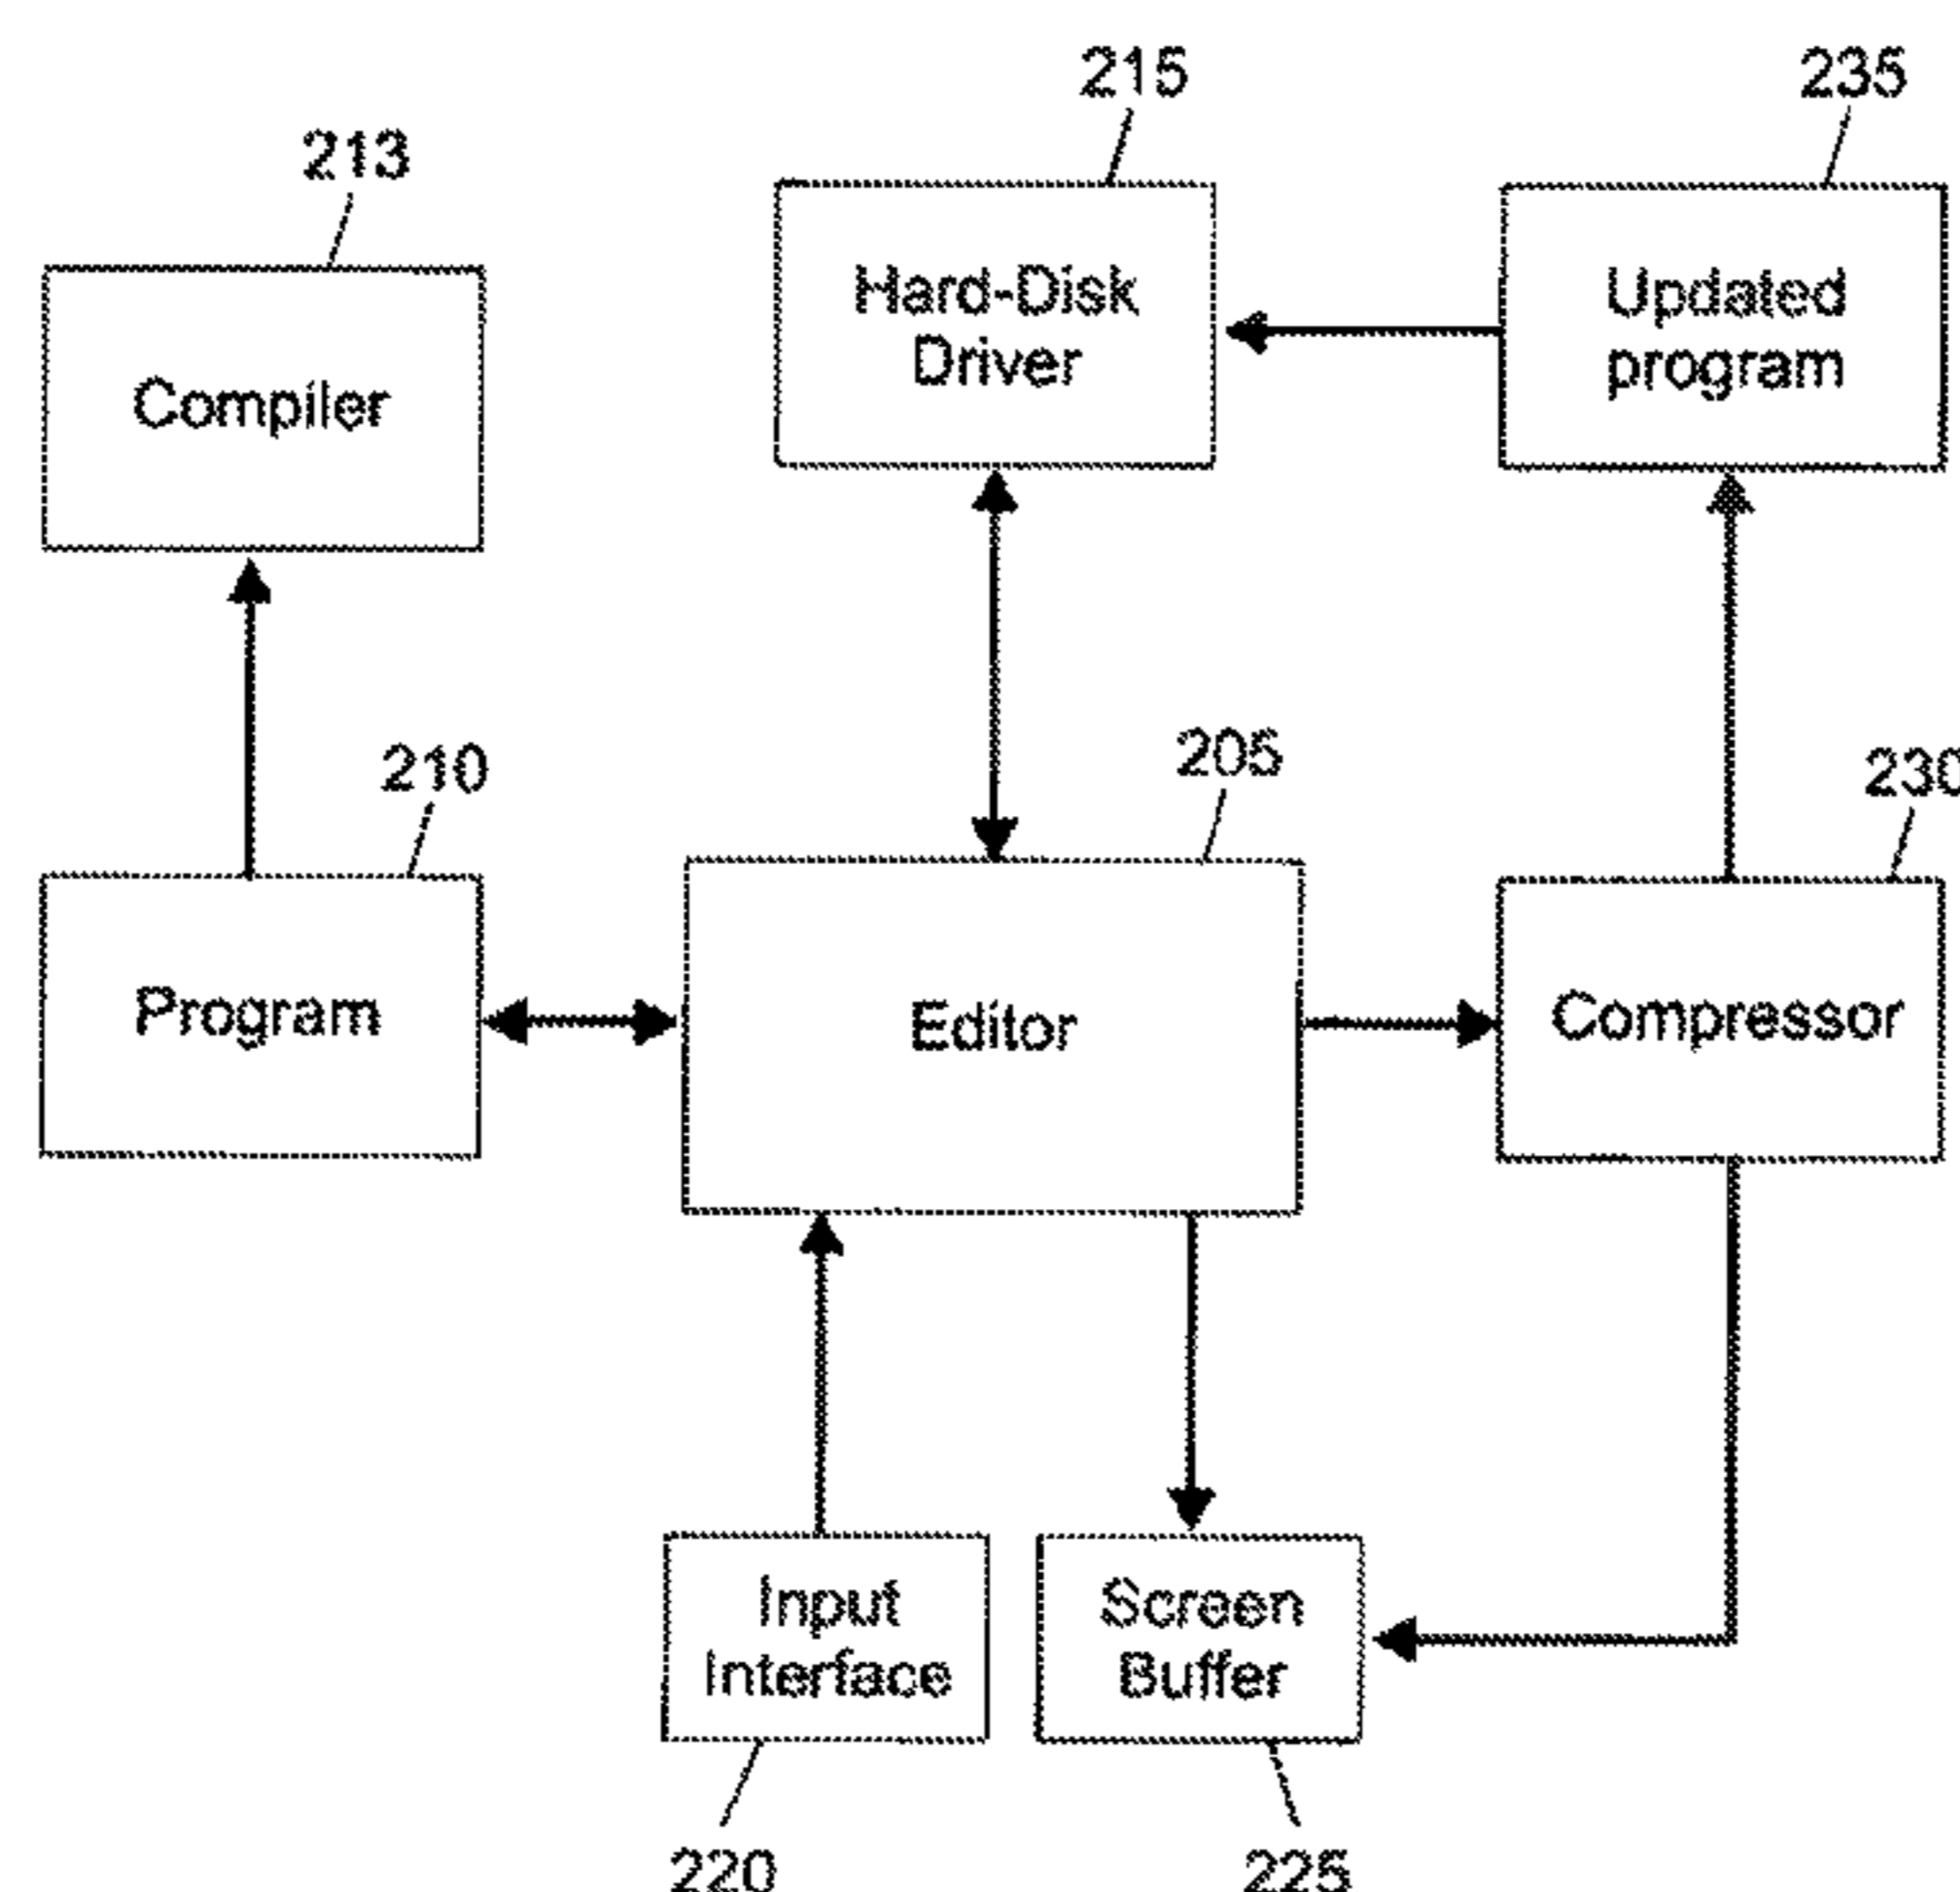 215
235
213
Hard-Disk
Driver
Updated
program
Compiler
205
210
230
Program
Editor
Compressor
Input
Interface
Screen
Buffer
220
225